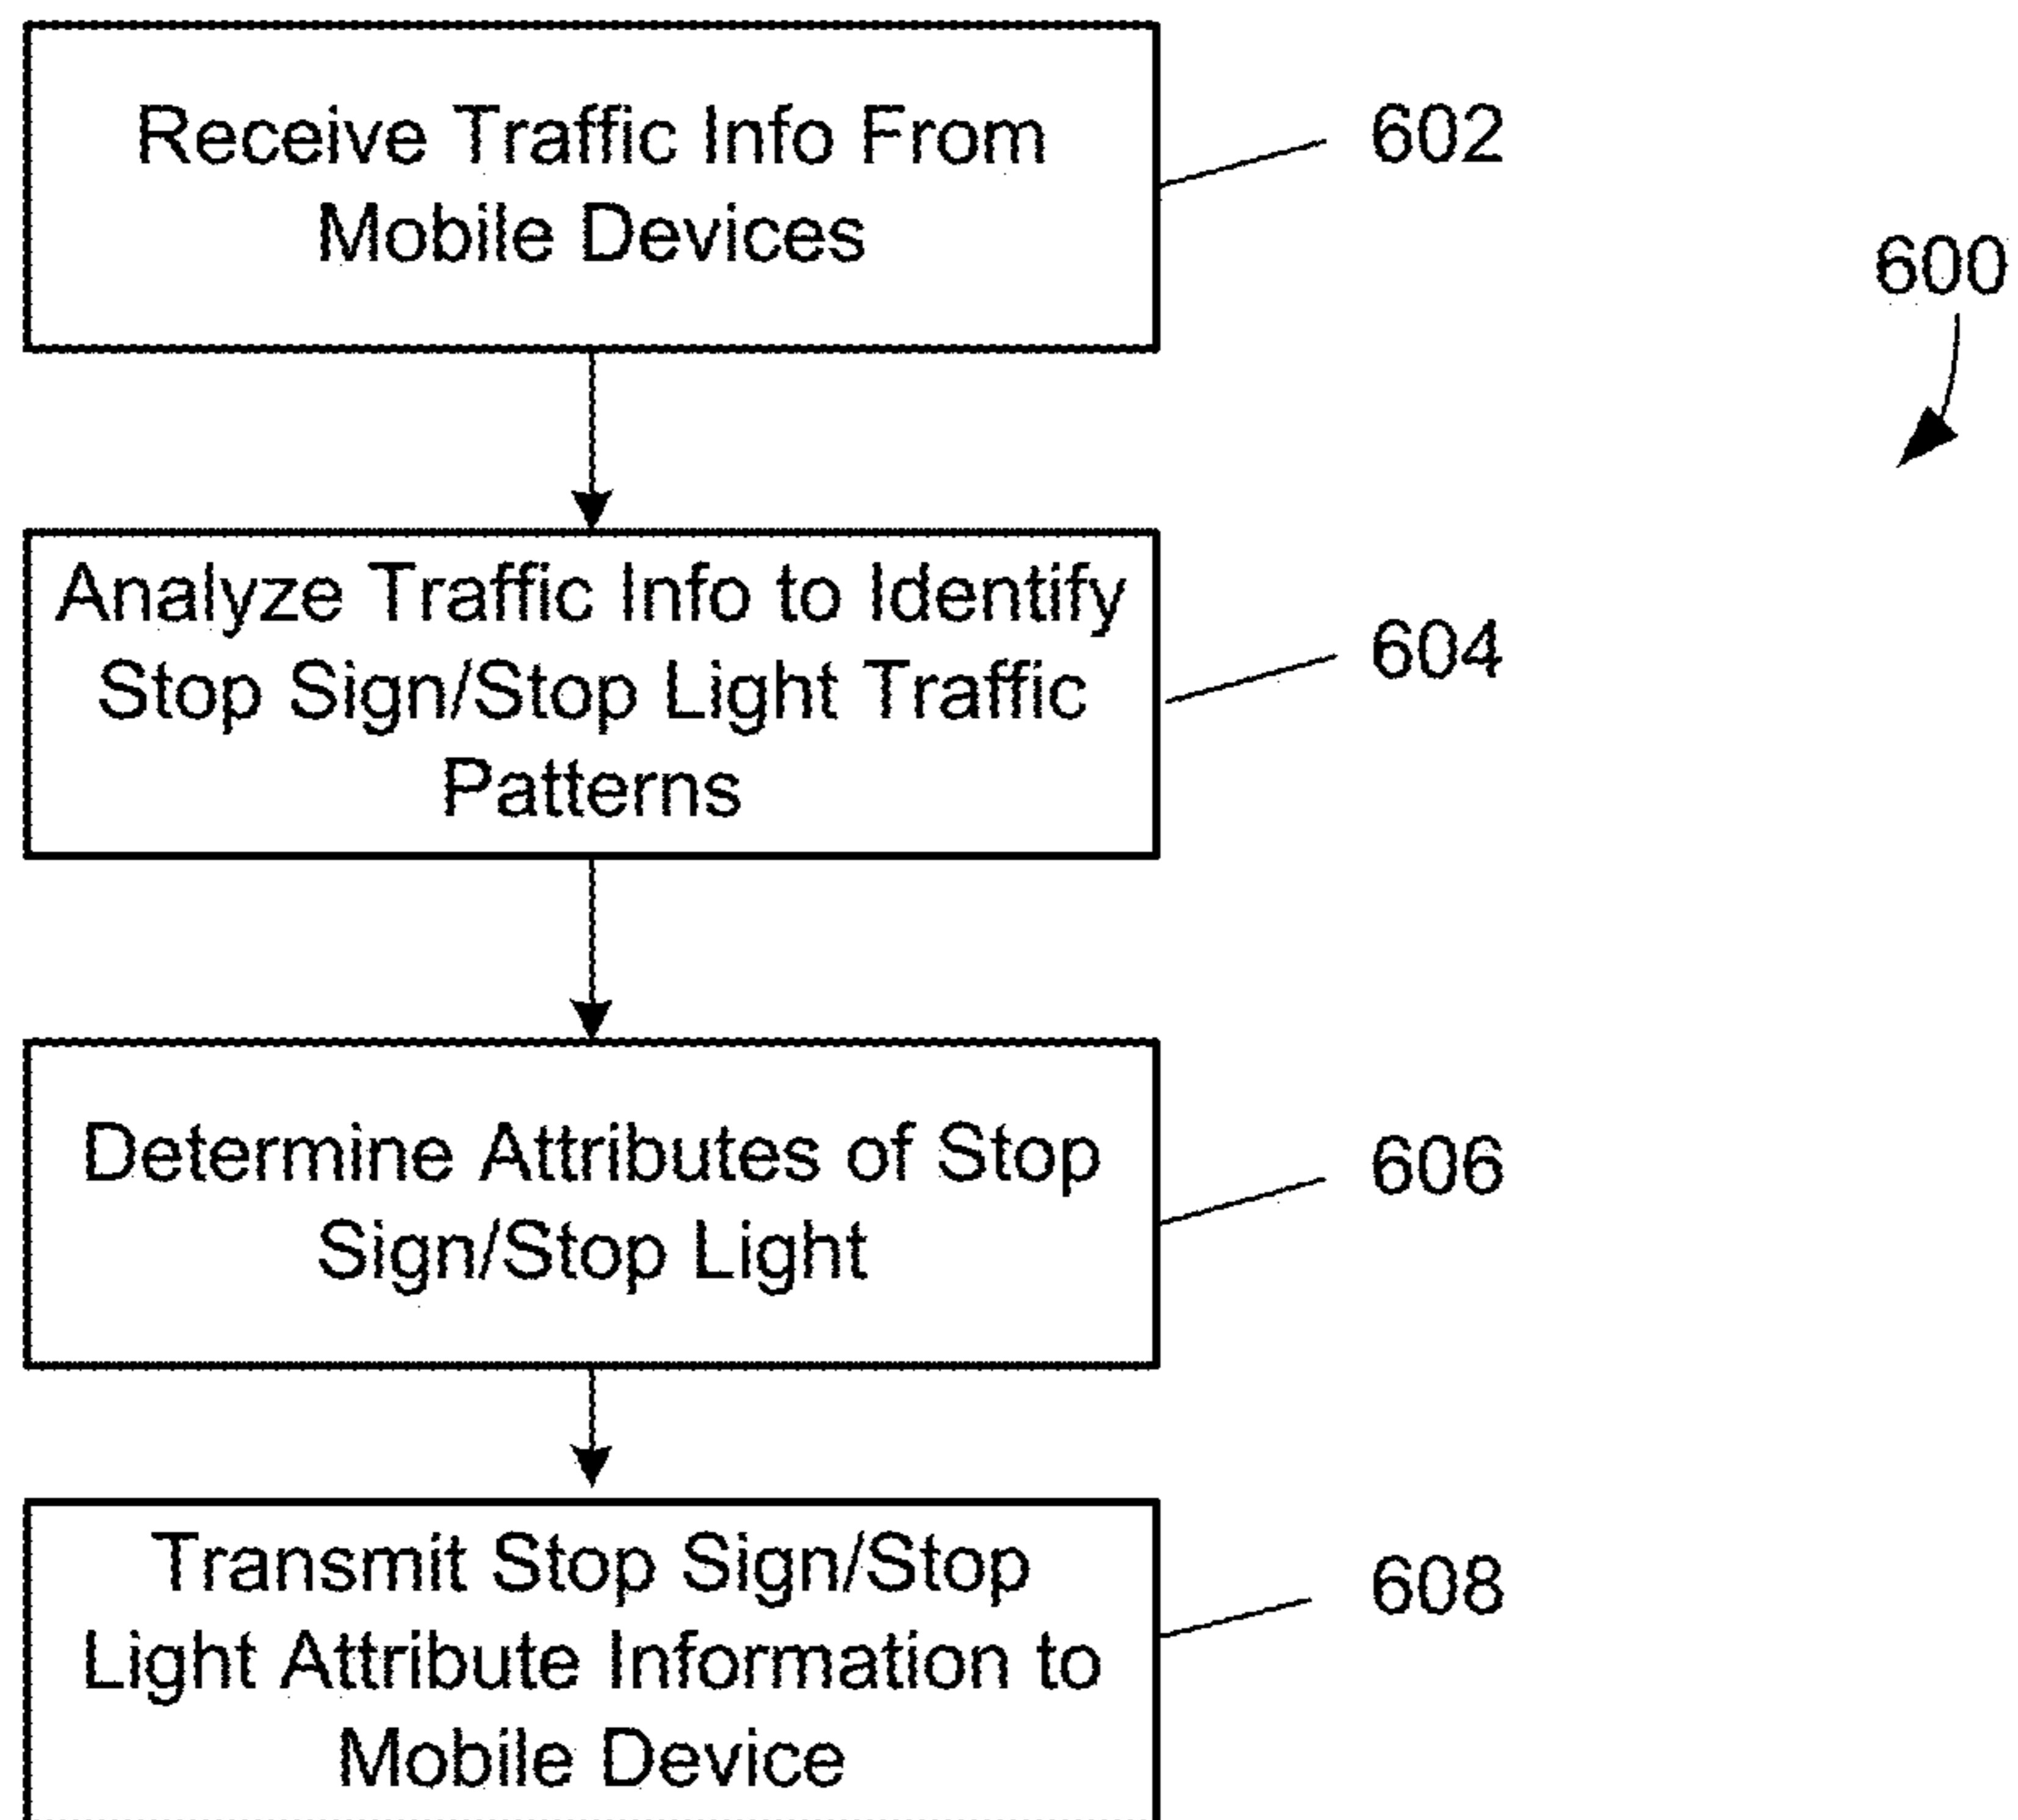 Receive Traffic Info From
Mobile Devices
602
600
Analyze Traffic Info to Identify
Stop Sign/Stop Light Traffic
Patterns
604
Determine Attributes of Stop
Sign/Stop Light
606
Transmit Stop Sign/Stop
Light Attribute Information to
Mobile Device
608